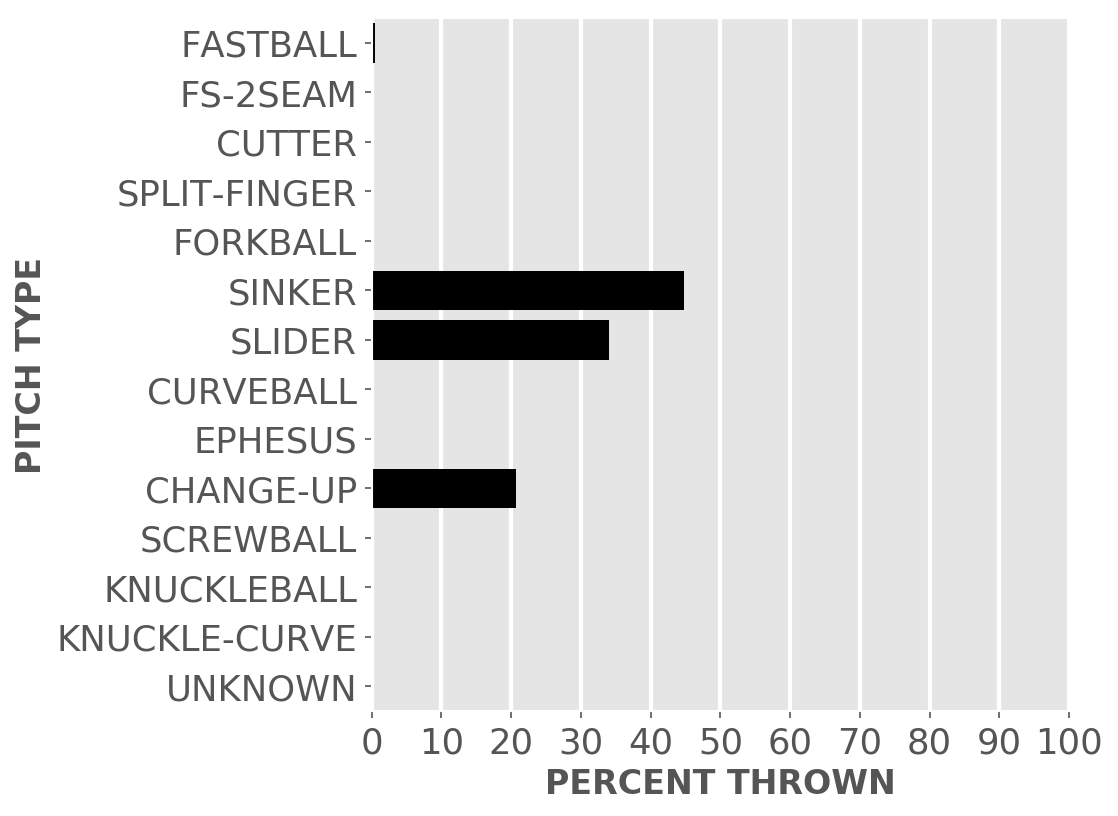 FASTBALL
FS-2SEAM
CUTTER
SPLIT-FINGER
FORKBALL
SINKER
SLIDER
CURVEBALL
EPHESUS
CHANGE-UP
SCREWBALL
KNUCKLEBALL
KNUCKLE-CURVE
UNKNOWN
PITCH TYPE
0 10 20 30 40 50 60 70 80 90 100
PERCENT THROWN